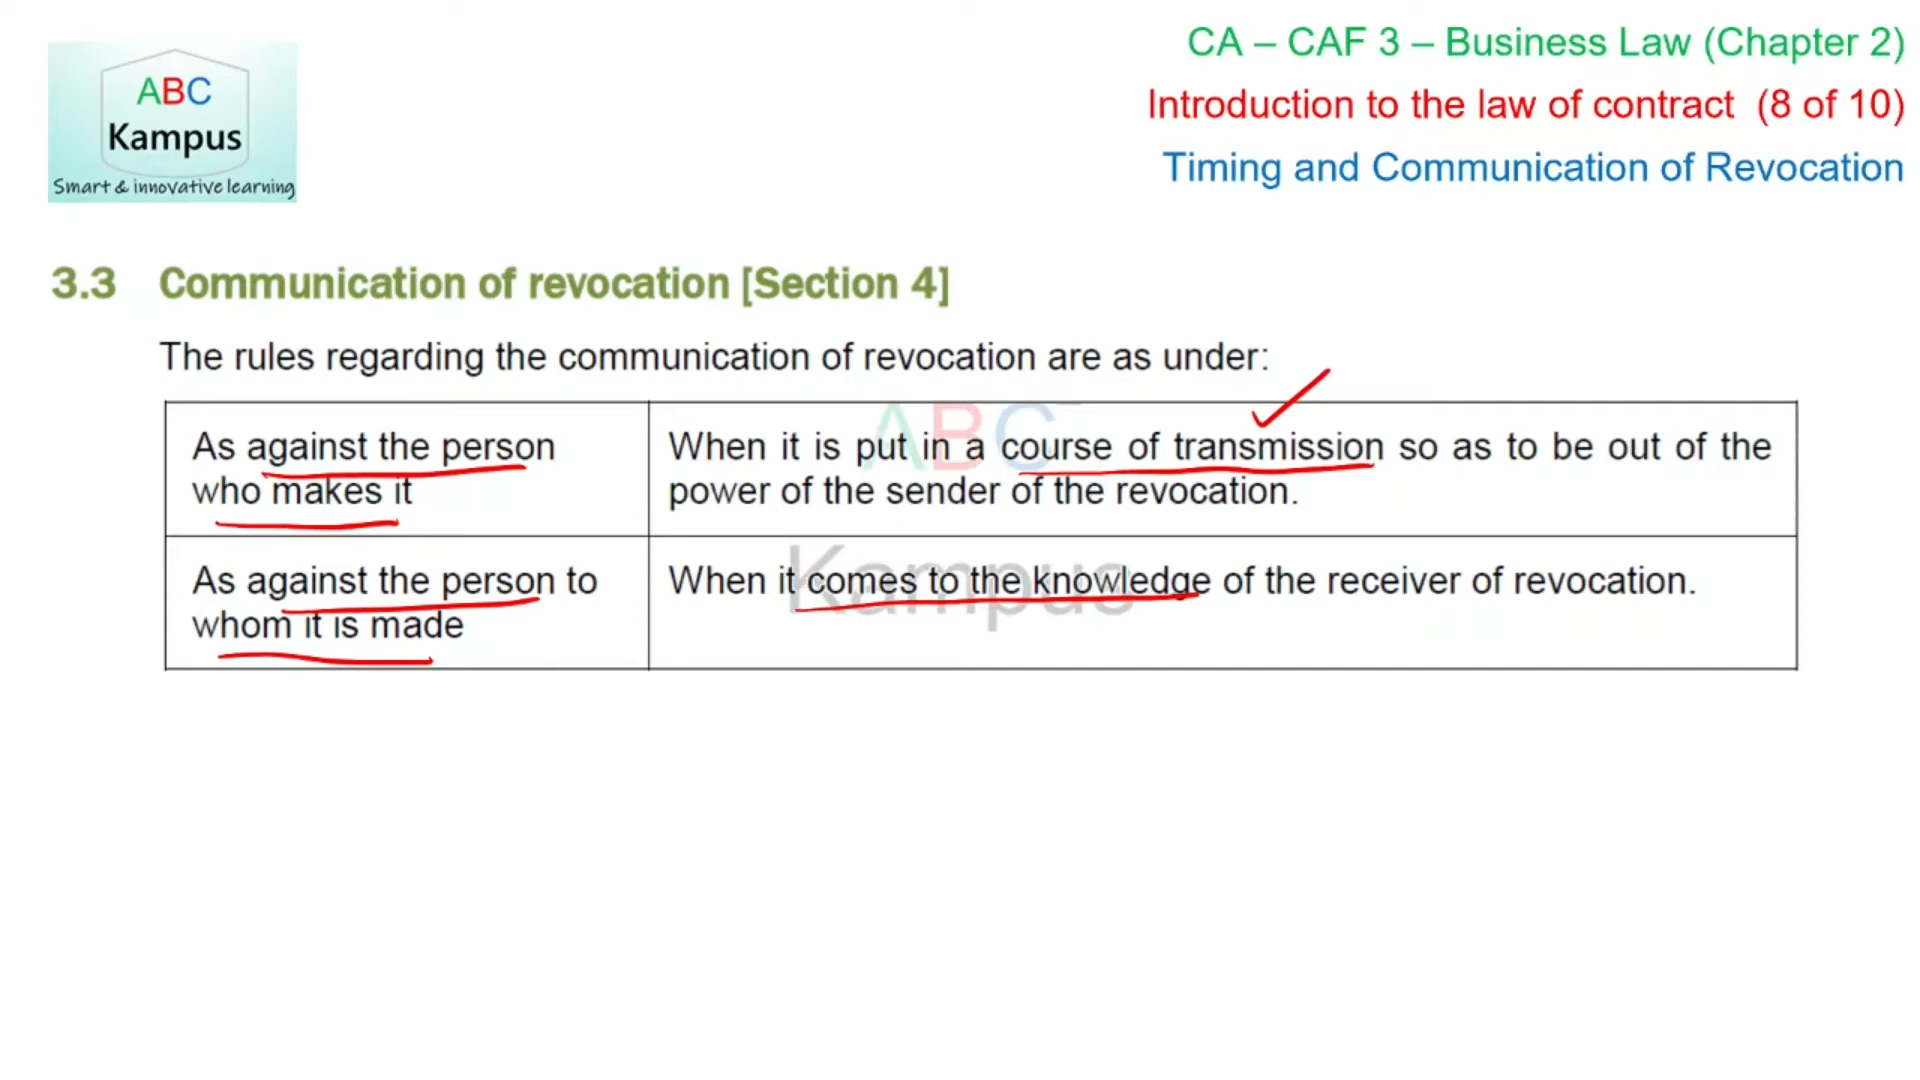 ABC
Kampus
Smart & innovative learning
CA – CAF 3 – Business Law (Chapter 2)
Introduction to the law of contract (8 of 10)
Timing and Communication of Revocation
3.3 Communication of revocation [Section 4]
The rules regarding the communication of revocation are as under:
As against the person
who makes it
When it is put in a course of transmission so as to be out of the
power of the sender of the revocation.
As against the person to
whom it is made
When it comes to the knowledge of the receiver of revocation.
ABC
Kampus